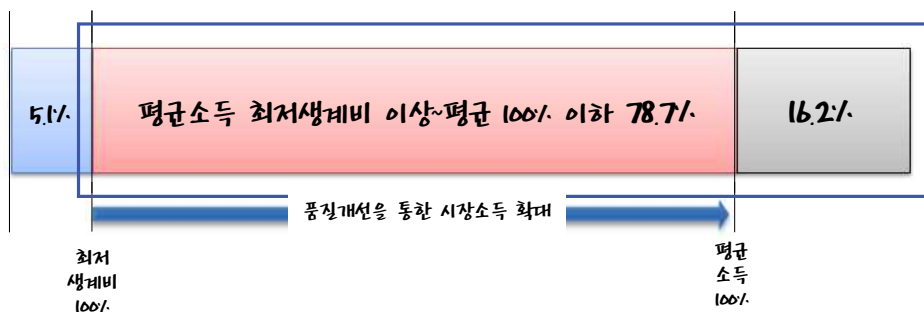 5.1%
평균소득 최저생계비 이상~평균 100% 이하 78.7%
16.2%
품질개선을 통한 시장소득 확대
최저
생계비
100%
평균
소득
100%